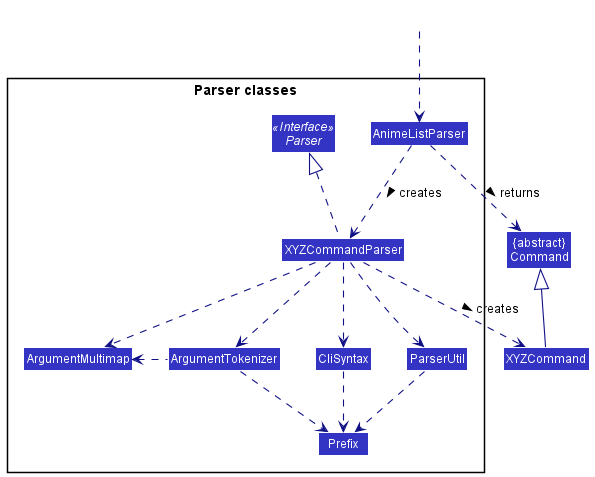 Parser classes
«Interface»
Parser
AnimeListParser
creates
returns
{abstract}
Command
XYZCommandParser
creates
ArgumentMultimap
ArgumentTokenizer
CliSyntax
ParserUtil
XYZCommand
Prefix